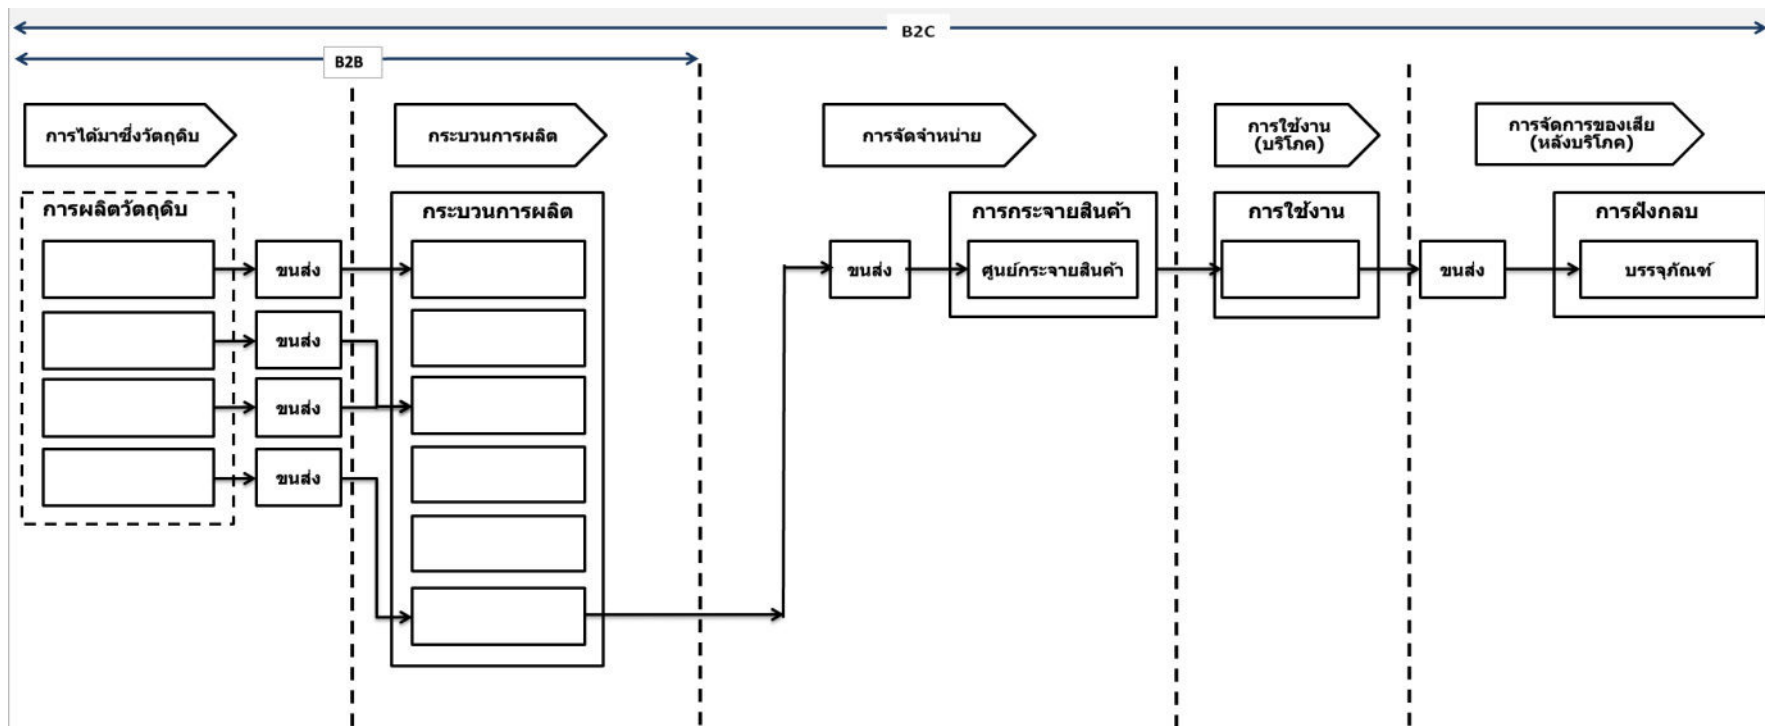 B2C
B2B
การได้มาซึ่งวัตถุดิบ
กระบวนการผลิต
การจัดจำหน่าย
การใช้งาน
(บริโภค)
การจัดการของเสีย
(หลังบริโภค)
การผลิตวัตถุดิบ
กระบวนการผลิต
การกระจายสินค้า
การใช้งาน
การฝังกลบ
ขนส่ง
ขนส่ง
ศูนย์กระจายสินค้า
ขนส่ง
บรรจุภัณฑ์
ขนส่ง
ขนส่ง
ขนส่ง